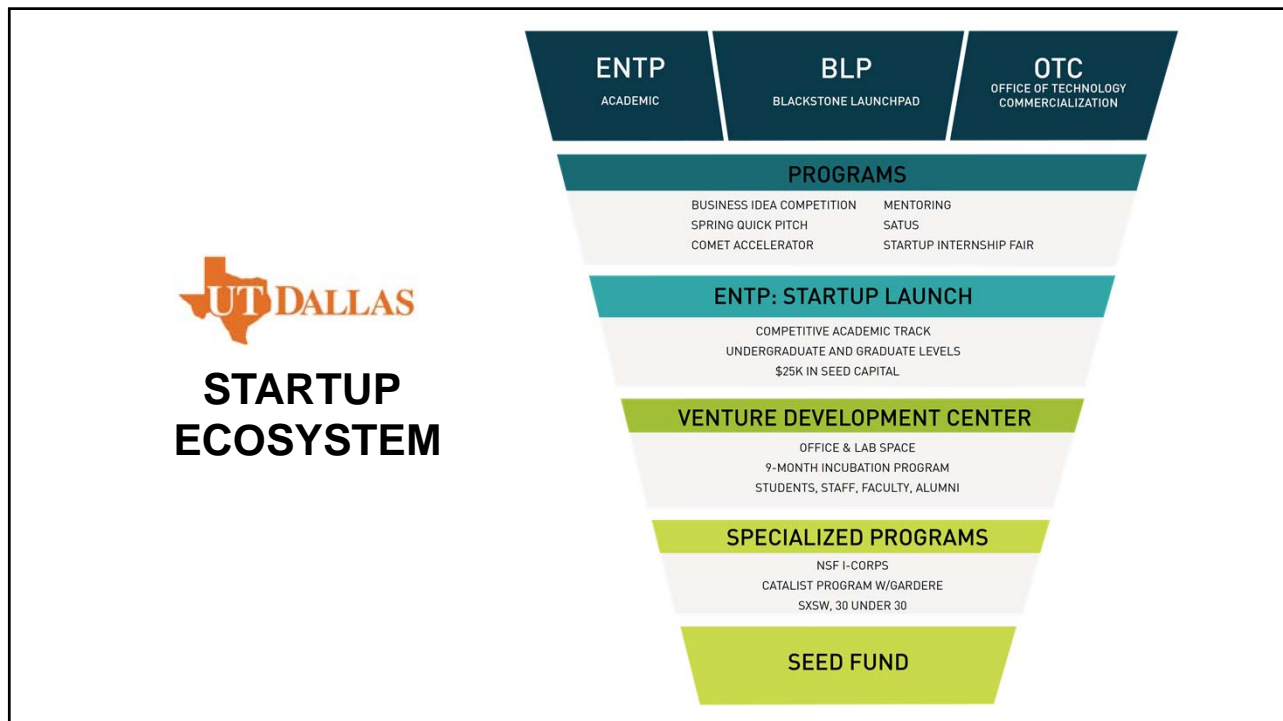 UT DALLAS
STARTUP
ECOSYSTEM
ENTP
ACADEMIC
BLP
BLACKSTONE LAUNCHPAD
OTC
OFFICE OF TECHNOLOGY
COMMERCIALIZATION
PROGRAMS
BUSINESS IDEA COMPETITION
SPRING QUICK PITCH
COMET ACCELERATOR
MENTORING
SATUS
STARTUP INTERNSHIP FAIR
ENTP: STARTUP LAUNCH
COMPETITIVE ACADEMIC TRACK
UNDERGRADUATE AND GRADUATE LEVELS
$25K IN SEED CAPITAL
VENTURE DEVELOPMENT CENTER
OFFICE & LAB SPACE
9-MONTH INCUBATION PROGRAM
STUDENTS, STAFF, FACULTY, ALUMNI
SPECIALIZED PROGRAMS
NSF I-CORPS
CATALIST PROGRAM W/GARDERE
SXSW, 30 UNDER 30
SEED FUND